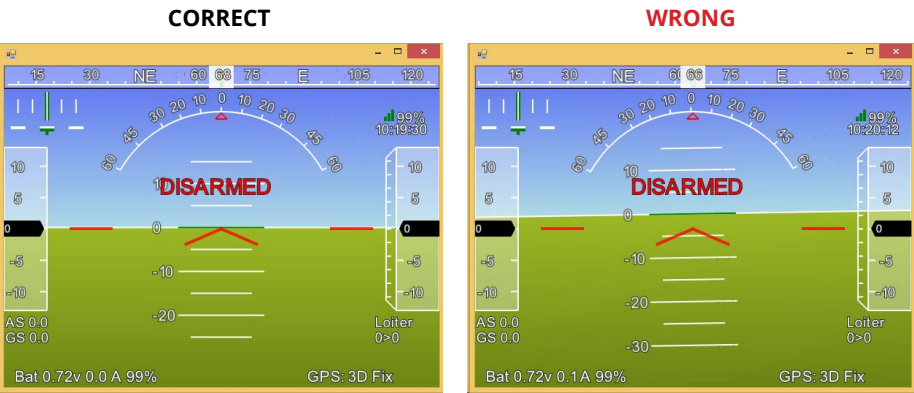 CORRECT
15 30 NE 60 68 75 E 105 120
60 45 30 20 10 0 10 20 30 45 60
99%
10:19:30
10 10 10
DISARMED
5 5
0 0 0
-5 -5
-10 -10 -10
-20
AS 0.0 Loiter
GS 0.0 0>0
Bat 0.72v 0.0 A 99% GPS: 3D Fix
WRONG
15 30 NE 60 66 75 E 105 120
60 45 30 20 10 0 10 20 30 45 60
99%
10:20:12
10 10 10
DISARMED
5 5
0 0 0
-5 -5
-10
-10 -10
-20
AS 0.0 Loiter
GS 0.0 0>0
-30
Bat 0.72v 0.1 A 99% GPS: 3D Fix